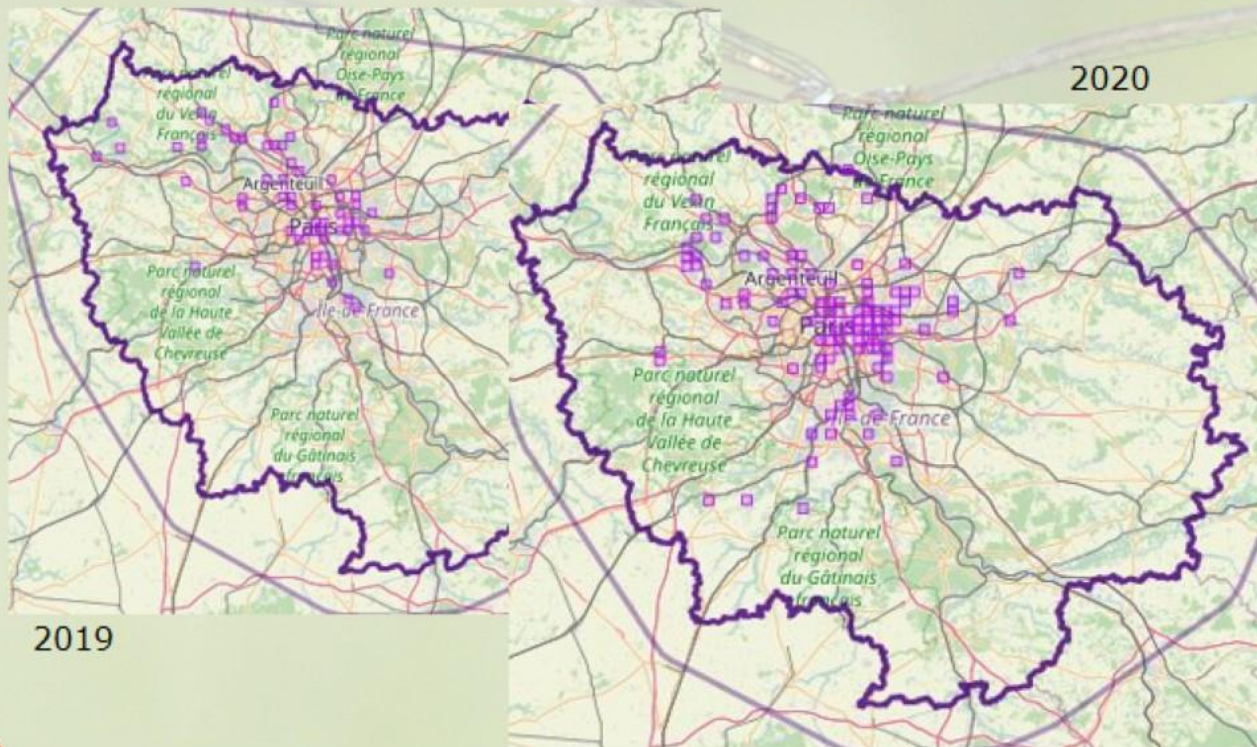 Parc naturel
régional
Oise-Pays
de France
naturel
régional
du Vexin
Français
Argenteuil
Paris
Île-de-France
Parc naturel
régional
de la Haute
Vallée de
Chevreuse
Parc naturel
régional
du Gâtinais
français
2019
2020
Parc naturel
régional
Oise-Pays
France
naturel
régional
du Vexin
Français
Argenteuil
Paris
Île-de-France
Parc naturel
régional
de la Haute
Vallée de
Chevreuse
Parc naturel
régional
du Gâtinais
français